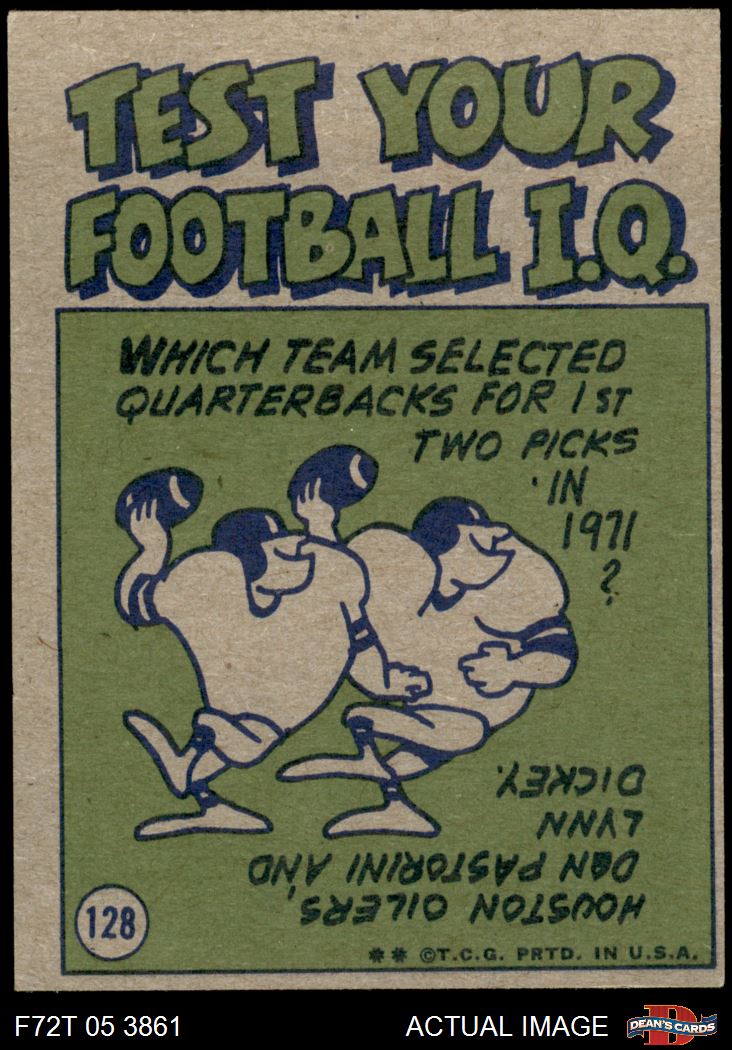 TEST YOUR
FOOTBALL I.Q.
WHICH TEAM SELECTED
QUARTERBACKS FOR 1ST
TWO PICKS
IN
1971
?
HOUSTON OILERS,
DAN PASTORINI AND
LYNN
DICKEY.
128
** ©T.C.G. PRTD. IN U.S.A.
F72T 05 3861
ACTUAL IMAGE
D
DEAN'S CARDS